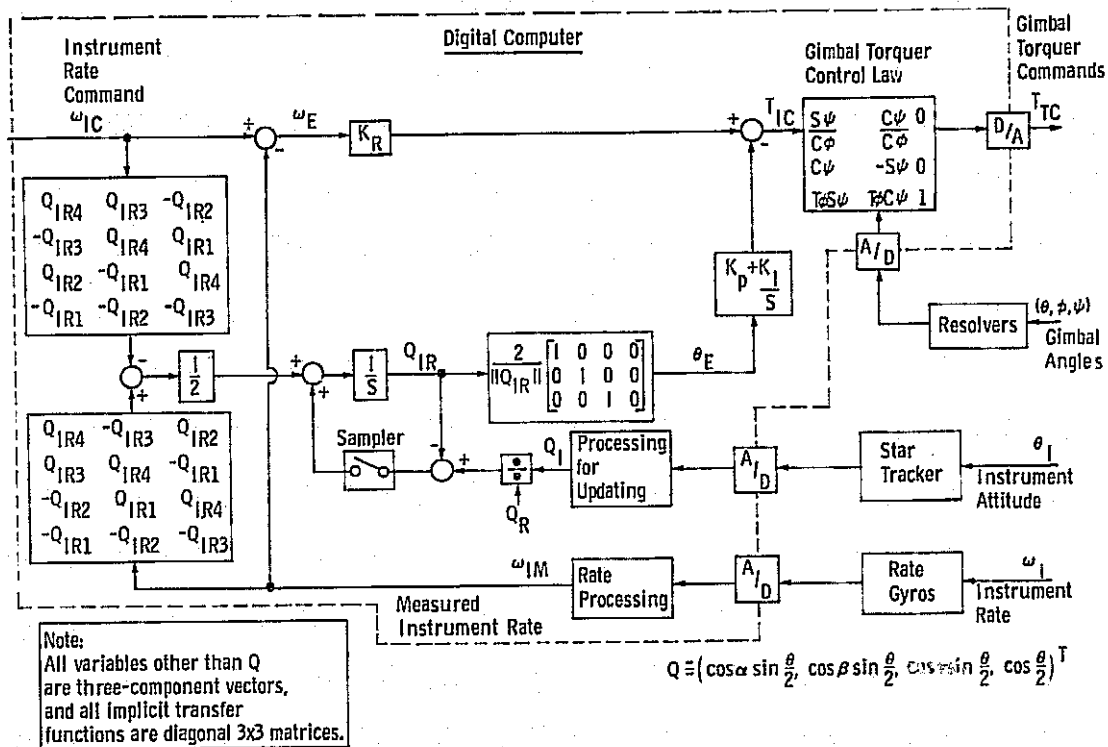 Digital Computer
Instrument
Rate
Command
ω_IC
+
-
ω_E
K_R
+
-
T_IC
Gimbal Torquer
Control Law
Sψ/Cϕ Cψ/Cϕ 0
Cψ -Sψ 0
TϕSψ TϕCψ 1
D/A
Gimbal
Torquer
Commands
T_TC
Q_IR4 Q_IR3 -Q_IR2
-Q_IR3 Q_IR4 Q_IR1
Q_IR2 -Q_IR1 Q_IR4
-Q_IR1 -Q_IR2 -Q_IR3
A/D
K_P + K_I/S
Resolvers
(θ, ϕ, ψ)
Gimbal
Angles
-
+
1/2
+
+
1/S
Q_IR
2/||Q_IR|| [1 0 0 0
0 1 0 0
0 0 1 0]
θ_E
Q_IR4 -Q_IR3 Q_IR2
Q_IR3 Q_IR4 -Q_IR1
-Q_IR2 Q_IR1 Q_IR4
-Q_IR1 -Q_IR2 -Q_IR3
Sampler
-
+
÷
Q_R
Q_I
Processing
for
Updating
A/D
Star
Tracker
θ_I
Instrument
Attitude
ω_IM
Measured
Instrument Rate
Rate
Processing
A/D
Rate
Gyros
ω_I
Instrument
Rate
Note:
All variables other than Q
are three-component vectors,
and all implicit transfer
functions are diagonal 3x3 matrices.
Q ≡ (cosα sin θ/2, cosβ sin θ/2, sin θ/2, cos θ/2)^T